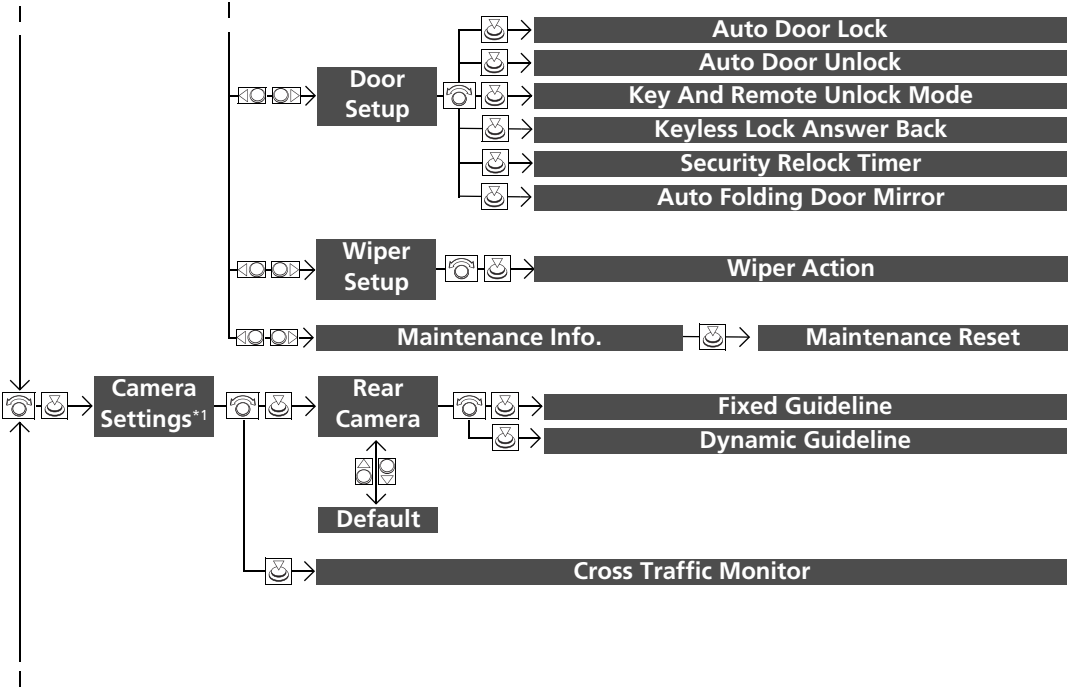 Auto Door Lock
Auto Door Unlock
Door
Setup
Key And Remote Unlock Mode
Keyless Lock Answer Back
Security Relock Timer
Auto Folding Door Mirror
Wiper
Setup
Wiper Action
Maintenance Info.
Maintenance Reset
Camera
Settings*1
Rear
Camera
Fixed Guideline
Dynamic Guideline
Default
Cross Traffic Monitor